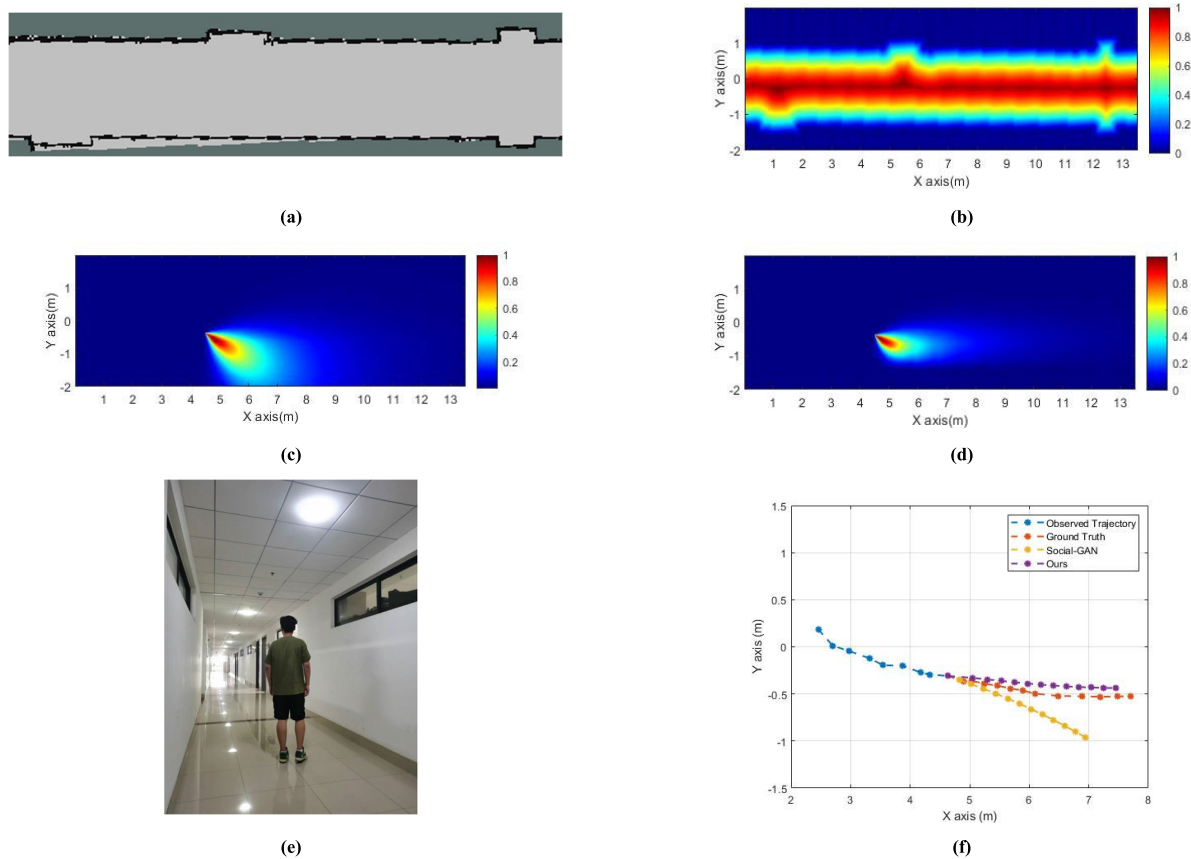 1
0
-1
-2
Y axis(m)
1 2 3 4 5 6 7 8 9 10 11 12 13
X axis(m)
1
0.8
0.6
0.4
0.2
0
(a)
(b)
1
0
-1
-2
Y axis(m)
1 2 3 4 5 6 7 8 9 10 11 12 13
X axis(m)
1
0.8
0.6
0.4
0.2
1
0
-1
-2
Y axis(m)
1 2 3 4 5 6 7 8 9 10 11 12 13
X axis(m)
1
0.8
0.6
0.4
0.2
0
(c)
(d)
1.5
1
0.5
0
-0.5
-1
-1.5
Y axis (m)
2 3 4 5 6 7 8
X axis (m)
Observed Trajectory
Ground Truth
Social-GAN
Ours
(e)
(f)